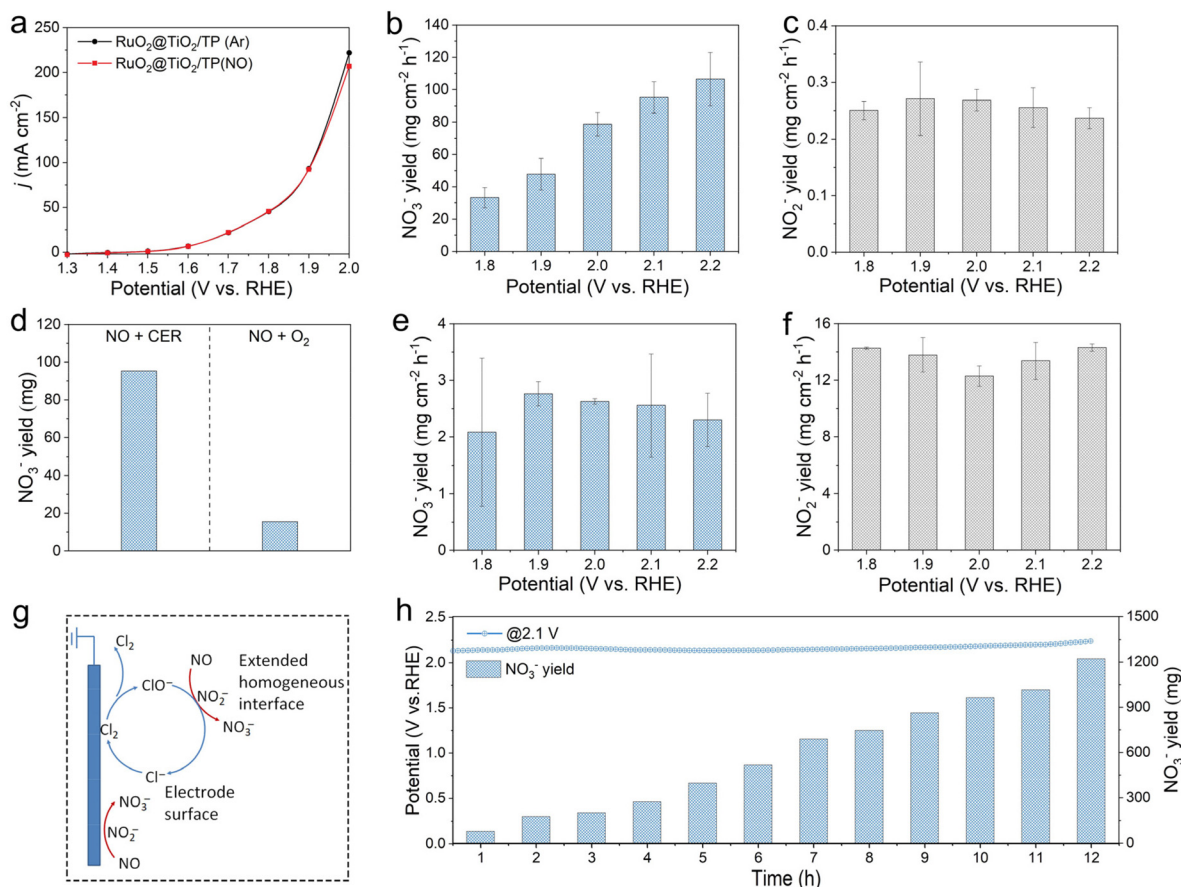 a
RuO₂@TiO₂/TP (Ar)
RuO₂@TiO₂/TP(NO)
j (mA cm⁻²)
250
200
150
100
50
0
1.3 1.4 1.5 1.6 1.7 1.8 1.9 2.0
Potential (V vs. RHE)
b
NO₃⁻ yield (mg cm⁻² h⁻¹)
140
120
100
80
60
40
20
0
1.8 1.9 2.0 2.1 2.2
Potential (V vs. RHE)
c
NO₂⁻ yield (mg cm⁻² h⁻¹)
0.4
0.3
0.2
0.1
0.0
1.8 1.9 2.0 2.1 2.2
Potential (V vs. RHE)
d
NO + CER NO + O₂
NO₃⁻ yield (mg)
120
100
80
60
40
20
0
e
NO₃⁻ yield (mg cm⁻² h⁻¹)
4
3
2
1
0
1.8 1.9 2.0 2.1 2.2
Potential (V vs. RHE)
f
NO₂⁻ yield (mg cm⁻² h⁻¹)
16
12
8
4
0
1.8 1.9 2.0 2.1 2.2
Potential (V vs. RHE)
g
Cl₂
ClO⁻
NO
NO₂⁻
NO₃⁻
Extended
homogeneous
interface
Cl₂
Cl⁻
Electrode
surface
NO₃⁻
NO₂⁻
NO
h
@2.1 V
NO₃⁻ yield
Potential (V vs.RHE)
2.5
2.0
1.5
1.0
0.5
0.0
NO₃⁻ yield (mg)
1500
1200
900
600
300
0
1 2 3 4 5 6 7 8 9 10 11 12
Time (h)